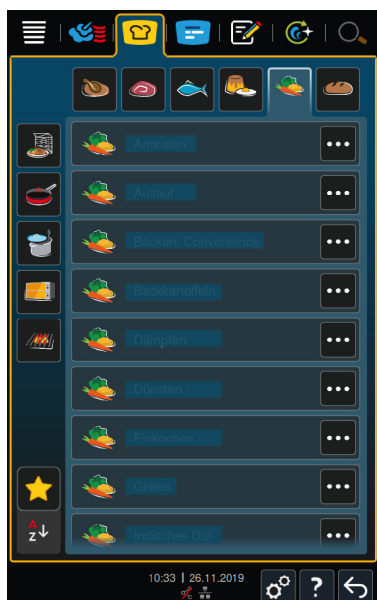 Anbraten
Auflauf
Backen/ Convenience
Backkartoffeln
Dämpfen
Dünsten
Einkochen
Grillen
Indisches Dal
A
Z
10:33 | 26.11.2019
?